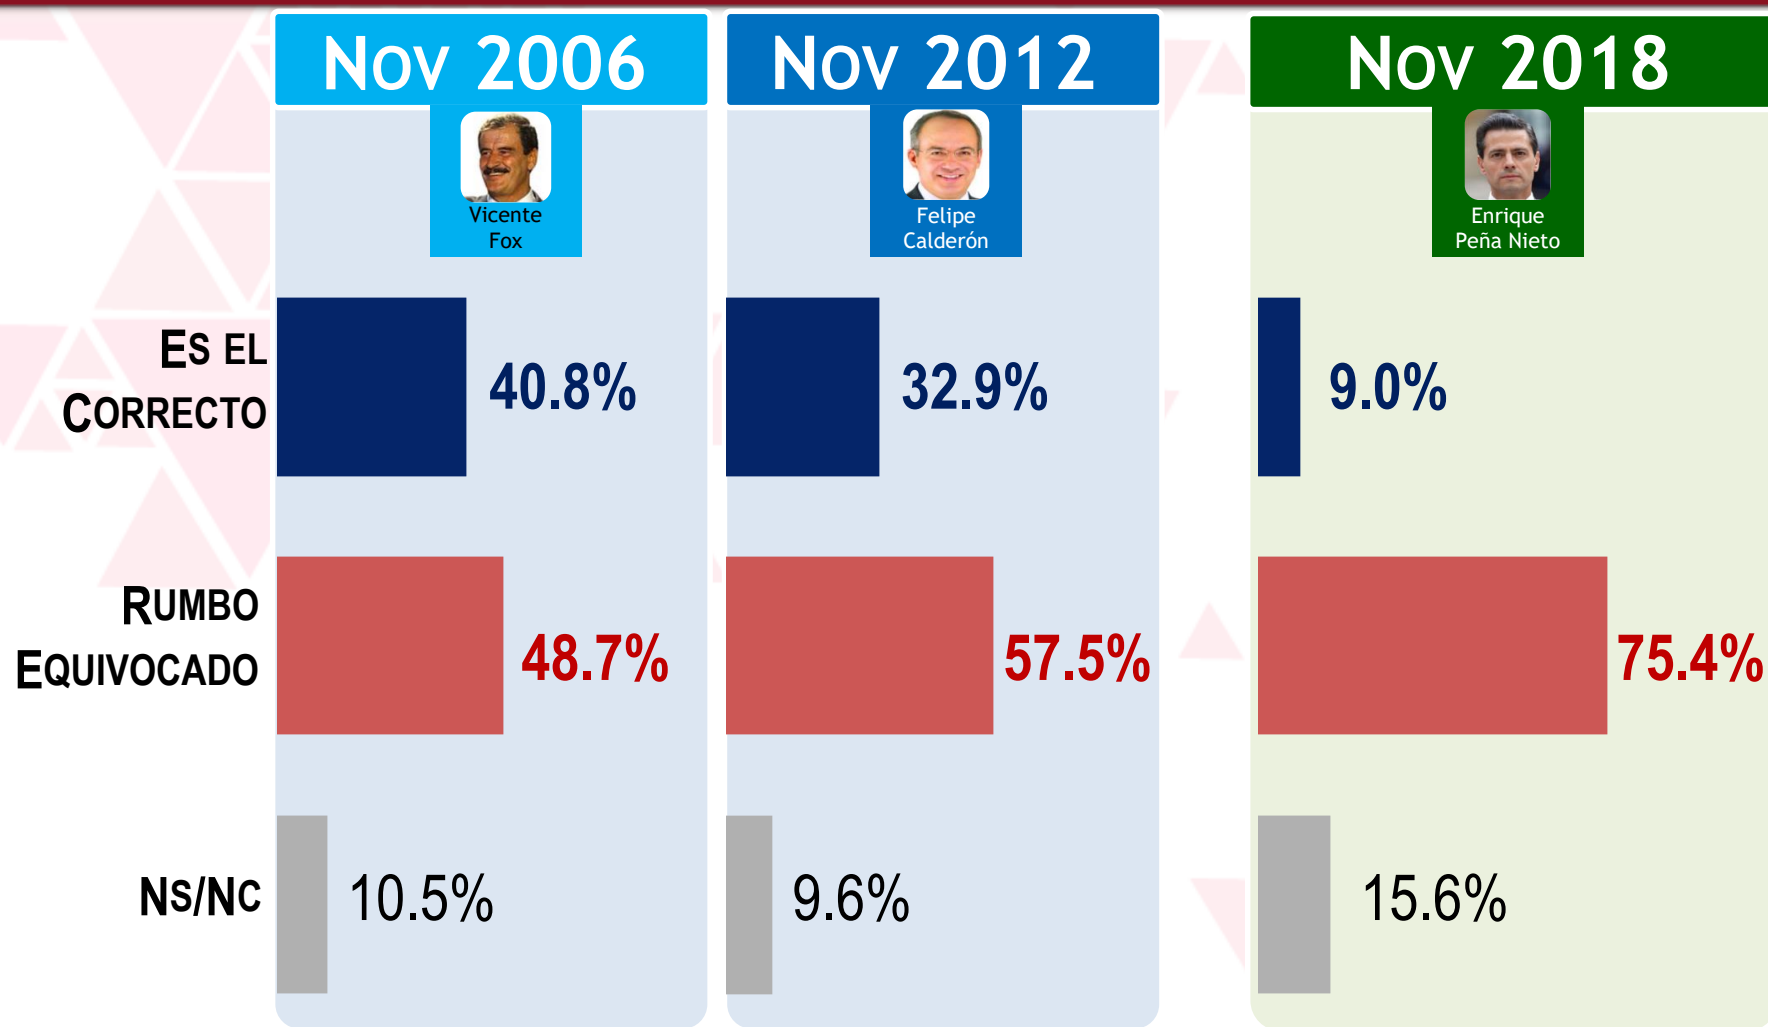 Nov 2006
Nov 2012
Nov 2018
Vicente
Fox
Felipe
Calderón
Enrique
Peña Nieto
Es el
Correcto
40.8%
32.9%
9.0%
Rumbo
Equivocado
48.7%
57.5%
75.4%
Ns/Nc
10.5%
9.6%
15.6%